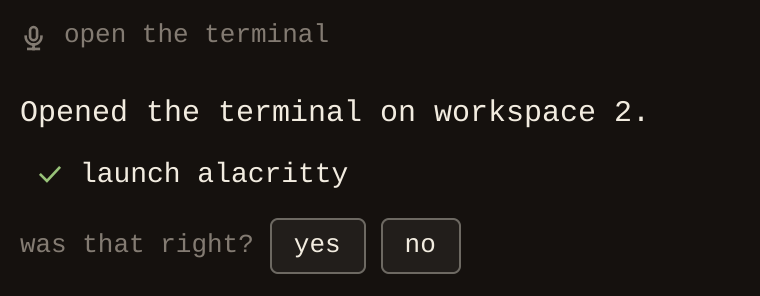 open the terminal
Opened the terminal on workspace 2.
launch alacritty
was that right? yes no